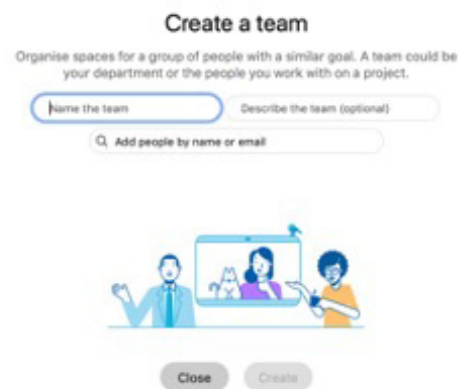 Create a team
Organise spaces for a group of people with a similar goal. A team could be
your department or the people you work with on a project.
Name the team
Describe the team (optional)
Add people by name or email
Close
Create